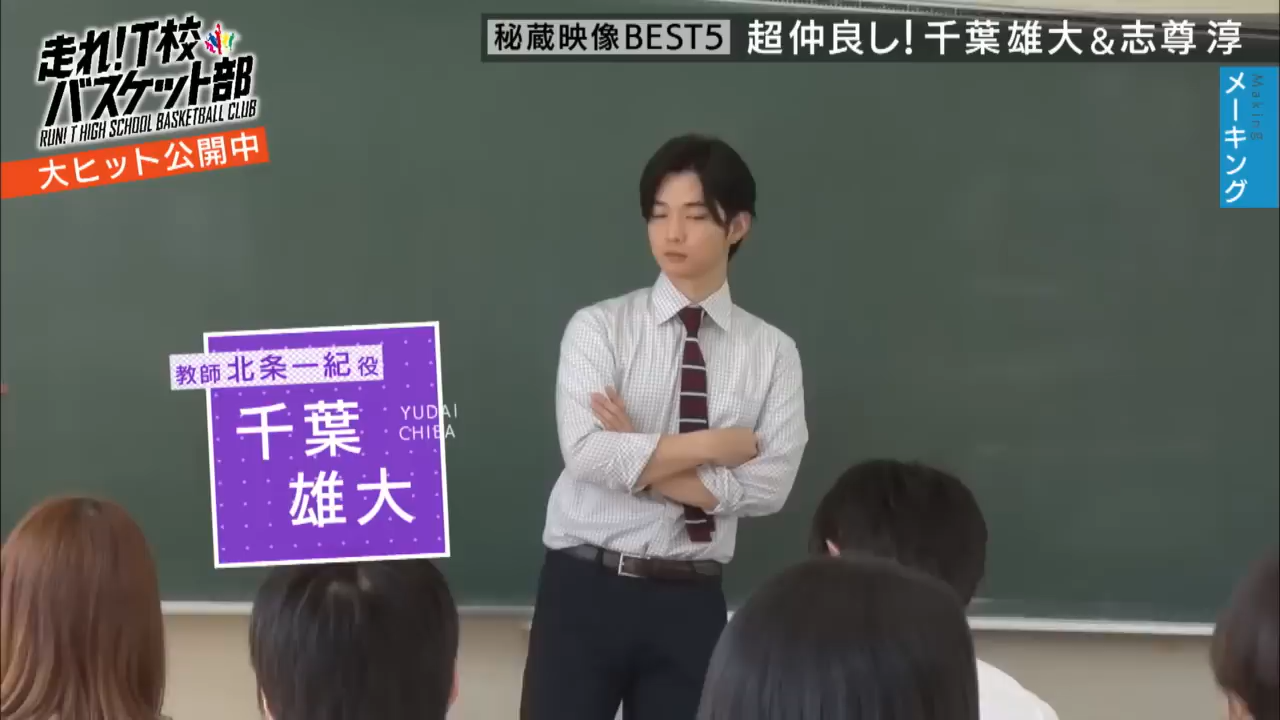 走れ!T校
バスケット部
RUN! T HIGH SCHOOL BASKETBALL CLUB
大ヒット公開中
秘蔵映像BEST5 超仲良し!千葉雄大&志尊淳
Making
メーキング
教師 北条一紀 役
千葉
雄大
YUDAI
CHIBA